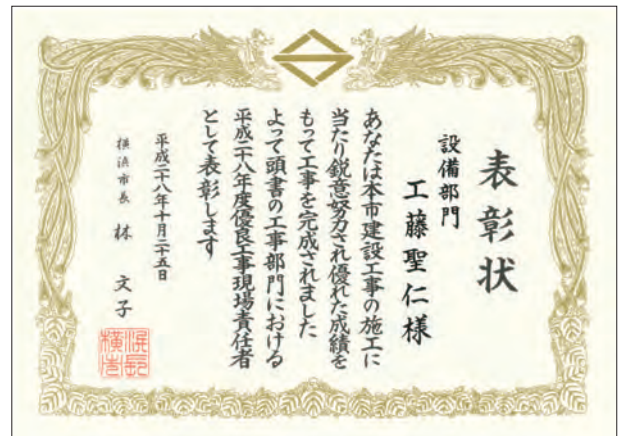 表彰状
設備部門
工藤聖仁様
あなたは本市建設工事の施工に
当たり鋭意努力され優れた成績を
もって工事を完成されました
よって頭書の工事部門における
平成二十八年度優良工事現場責任者
として表彰します
平成二十八年十月二十五日
横浜市長 林 文子